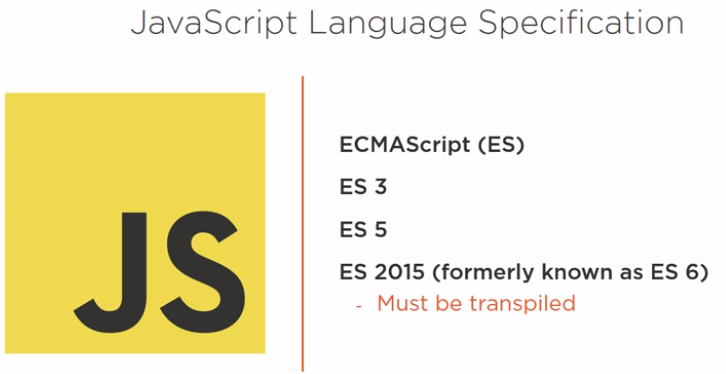 JavaScript Language Specification
JS
ECMAScript (ES)
ES 3
ES 5
ES 2015 (formerly known as ES 6)
- Must be transpiled